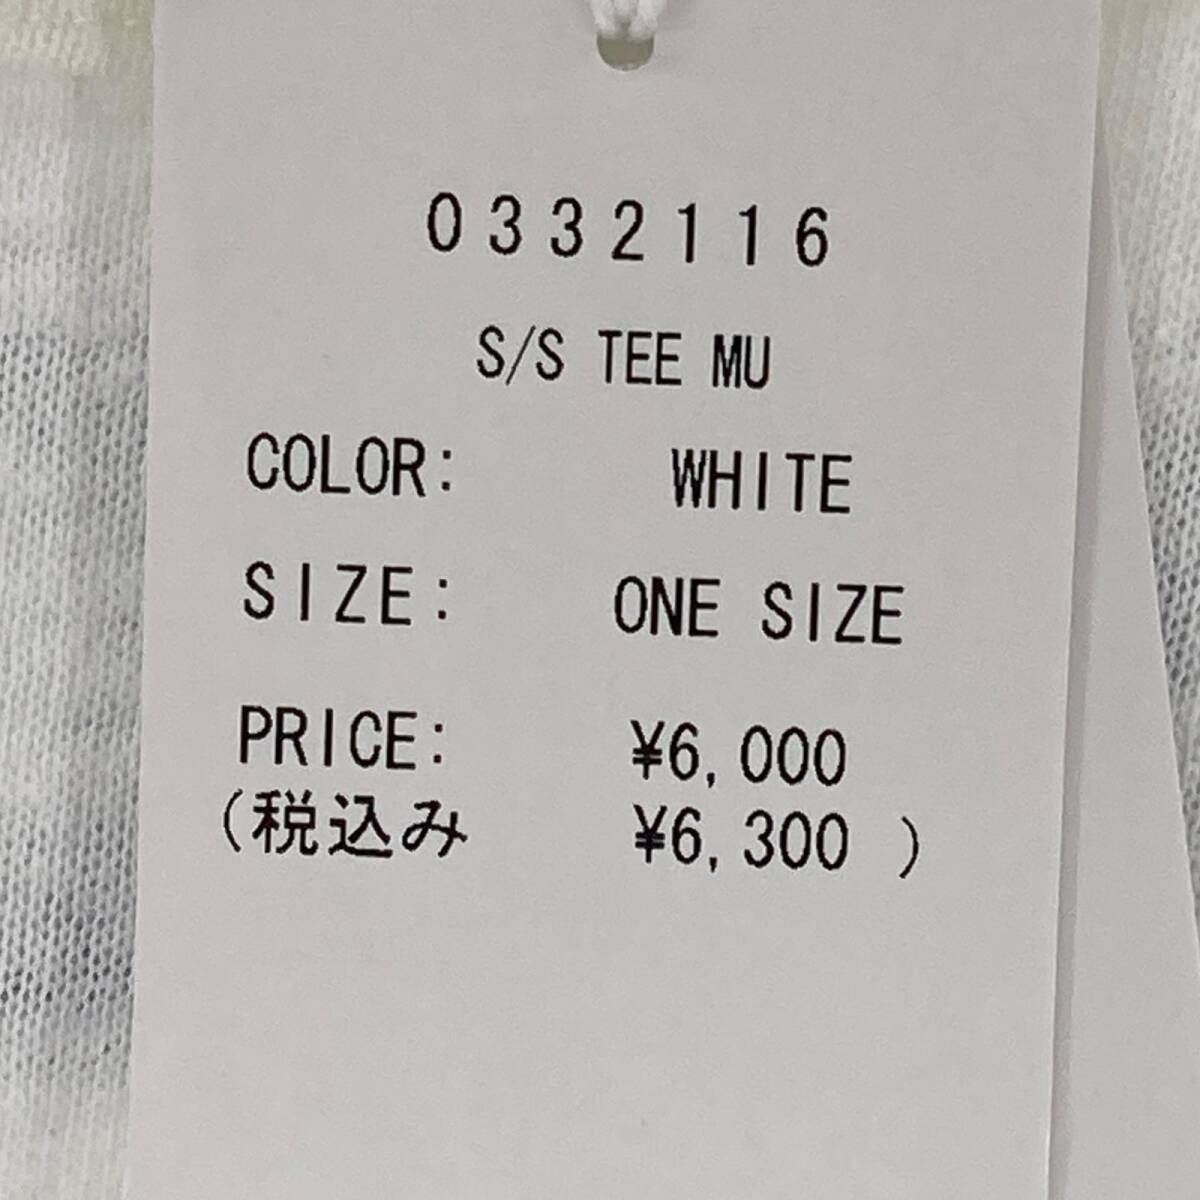 0332116
S/S TEE MU
COLOR: WHITE
SIZE: ONE SIZE
PRICE: ¥6,000
(税込み ¥6,300 )